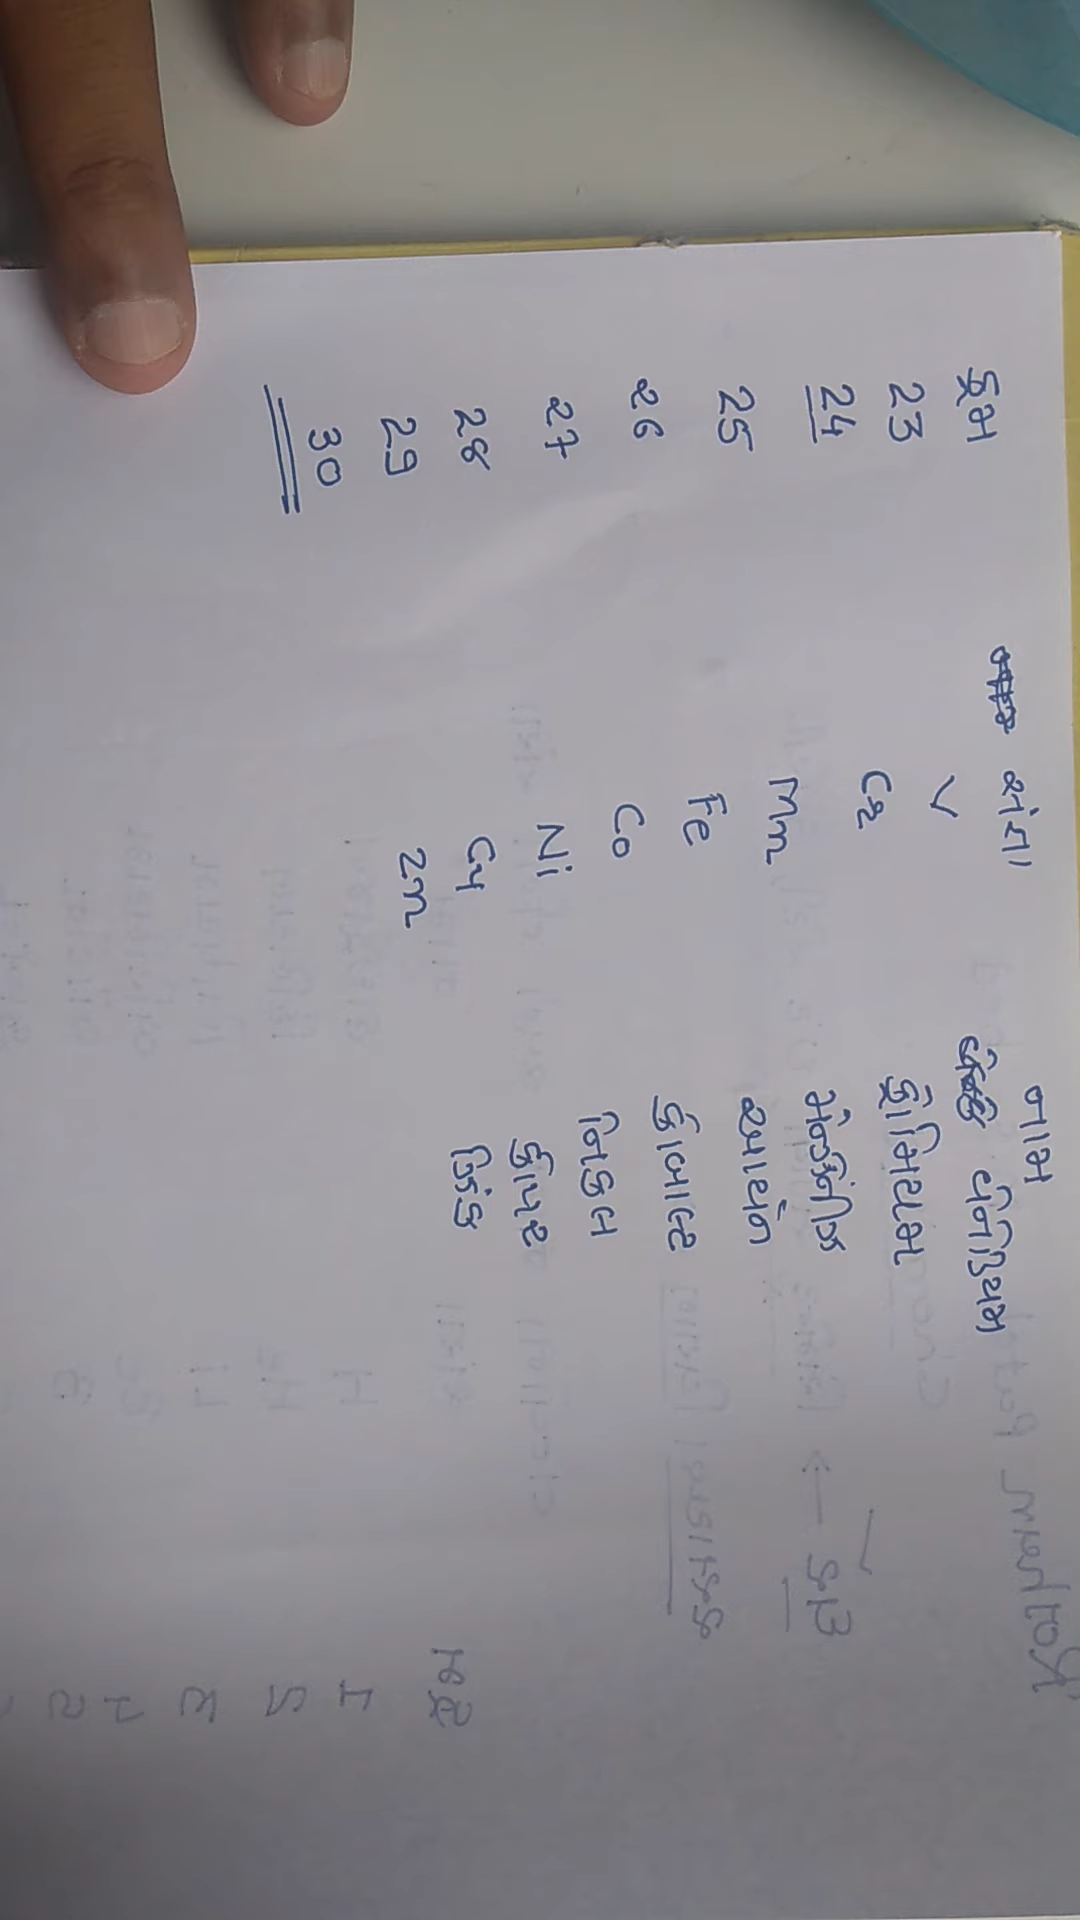 ક્રમ સંજ્ઞા નામ
23 V વેનેડિયમ
24 Cr ક્રોમિયમ
25 Mn મેંગેનીઝ
26 Fe આયર્ન
27 Co કોબાલ્ટ
28 Ni નિકલ
29 Cu કોપર
30 Zn ઝિંક